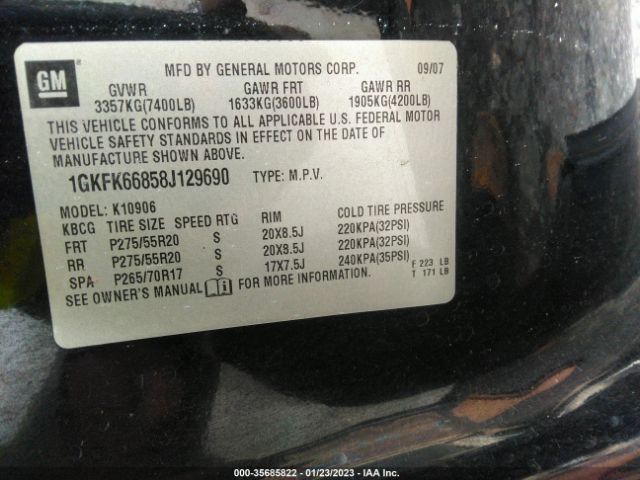 GM
MFD BY GENERAL MOTORS CORP. 09/07
GVWR GAWR FRT GAWR RR
3357KG(7400LB) 1633KG(3600LB) 1905KG(4200LB)
THIS VEHICLE CONFORMS TO ALL APPLICABLE U.S. FEDERAL MOTOR
VEHICLE SAFETY STANDARDS IN EFFECT ON THE DATE OF
MANUFACTURE SHOWN ABOVE.
1GKFK66858J129690 TYPE: M.P.V.
MODEL: K10906
KBCG TIRE SIZE SPEED RTG RIM COLD TIRE PRESSURE
FRT P275/55R20 S 20X8.5J 220KPA(32PSI)
RR P275/55R20 S 20X8.5J 220KPA(32PSI)
SPA P265/70R17 S 17X7.5J 240KPA(35PSI)
F 223 LB
T 171 LB
SEE OWNER'S MANUAL FOR MORE INFORMATION.
000-35685822 - 01/23/2023 - IAA Inc.